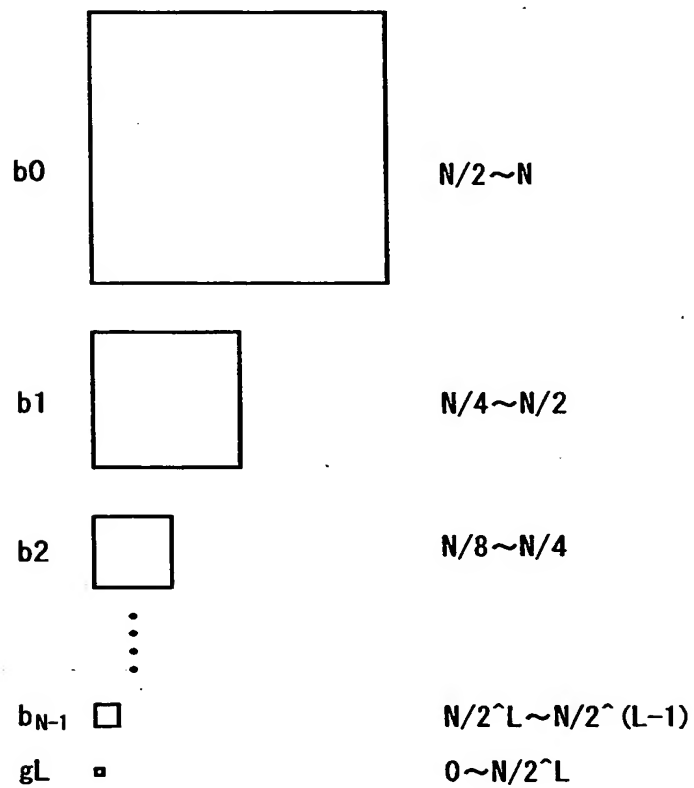 b0 N/2～N
b1 N/4～N/2
b2 N/8～N/4
bN-1 N/2^L～N/2^(L-1)
gL 0～N/2^L